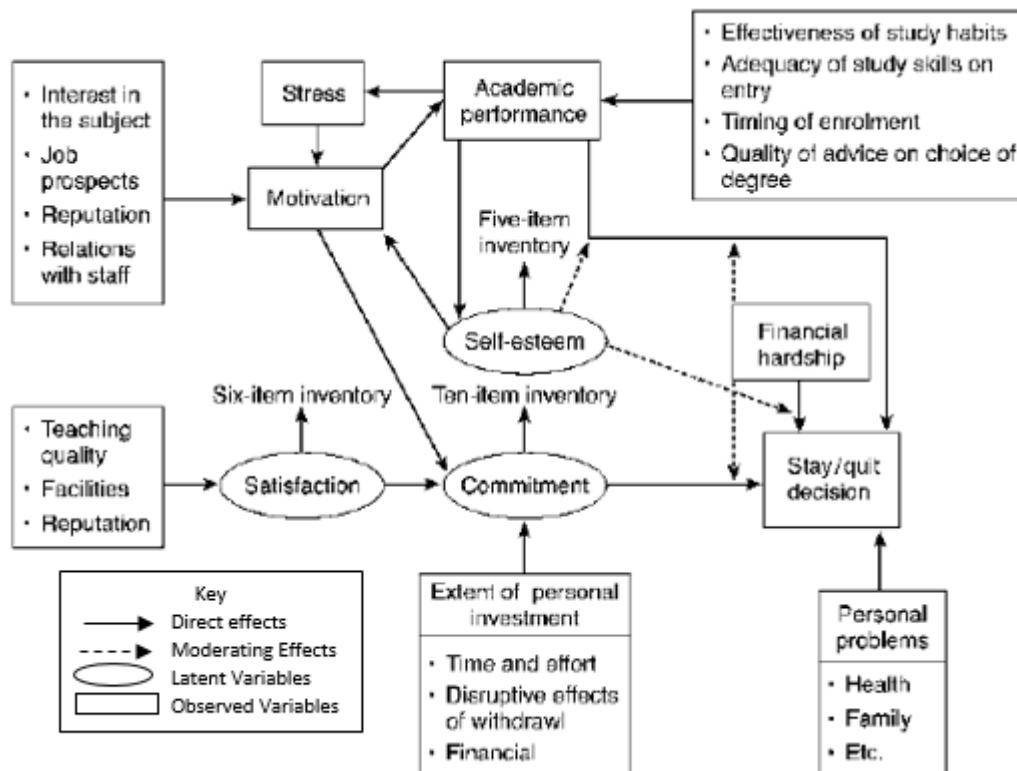 • Interest in
the subject
• Job
prospects
• Reputation
• Relations
with staff
Stress
Academic
performance
• Effectiveness of study habits
• Adequacy of study skills on
entry
• Timing of enrolment
• Quality of advice on choice of
degree
Motivation
Five-item
inventory
Self-esteem
Financial
hardship
Six-item inventory
Ten-item inventory
• Teaching
quality
• Facilities
• Reputation
Satisfaction
Commitment
Stay/quit
decision
Key
Direct effects
Moderating Effects
Latent Variables
Observed Variables
Extent of personal
investment
• Time and effort
• Disruptive effects
of withdrawl
• Financial
Personal
problems
• Health
• Family
• Etc.